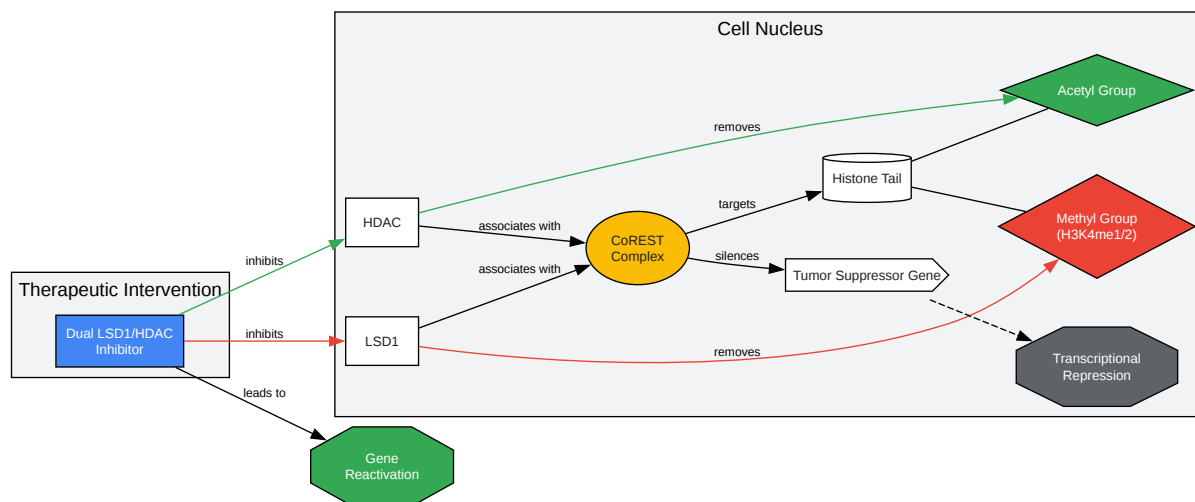 Cell Nucleus
Acetyl Group
removes
Histone Tail
targets
HDAC
associates with
CoREST
Complex
Methyl Group
(H3K4me1/2)
silences
inhibits
associates with
Tumor Suppressor Gene
Therapeutic Intervention
Dual LSD1/HDAC
Inhibitor
inhibits
LSD1
removes
Transcriptional
Repression
leads to
Gene
Reactivation